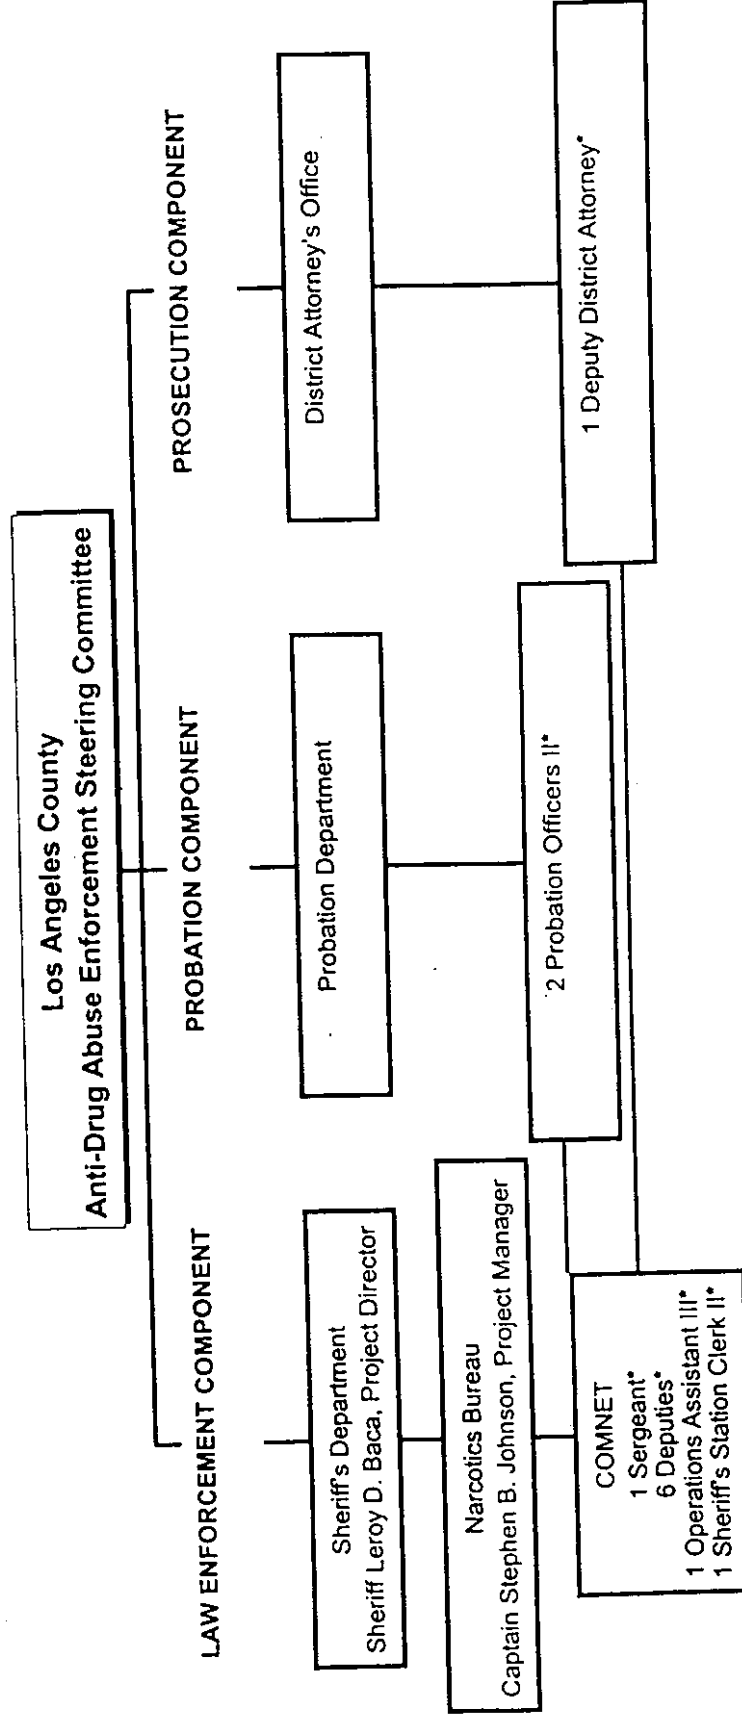 Los Angeles County
Anti-Drug Abuse Enforcement Steering Committee
LAW ENFORCEMENT COMPONENT
PROBATION COMPONENT
PROSECUTION COMPONENT
Sheriff's Department
Sheriff Leroy D. Baca, Project Director
Probation Department
District Attorney's Office
Narcotics Bureau
Captain Stephen B. Johnson, Project Manager
2 Probation Officers II*
1 Deputy District Attorney*
COMNET
1 Sergeant*
6 Deputies*
1 Operations Assistant III*
1 Sheriff's Station Clerk II*